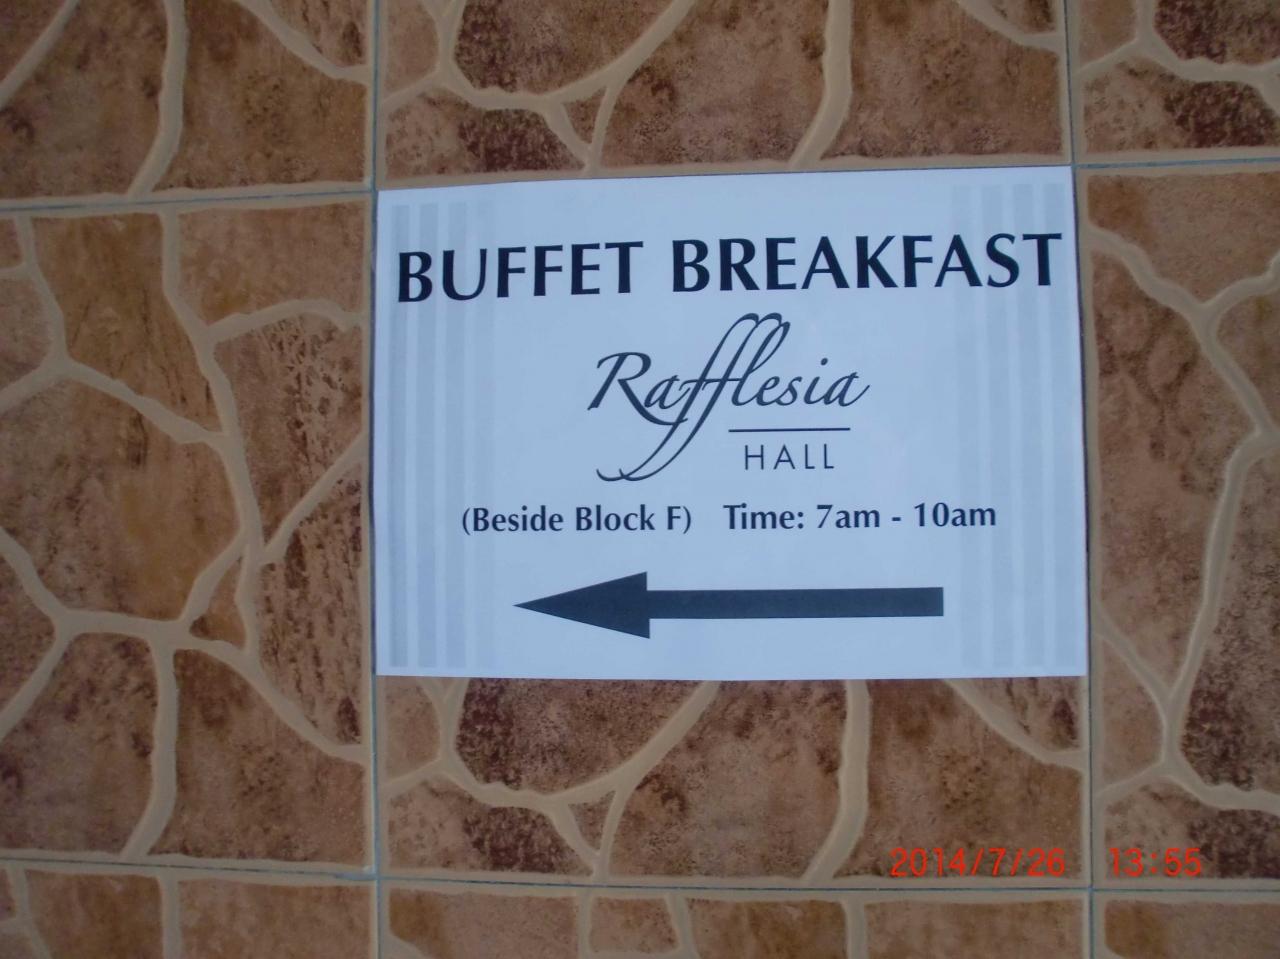 BUFFET BREAKFAST
Rafflesia
HALL
(Beside Block F) Time: 7am - 10am
2014/7/26 13:55